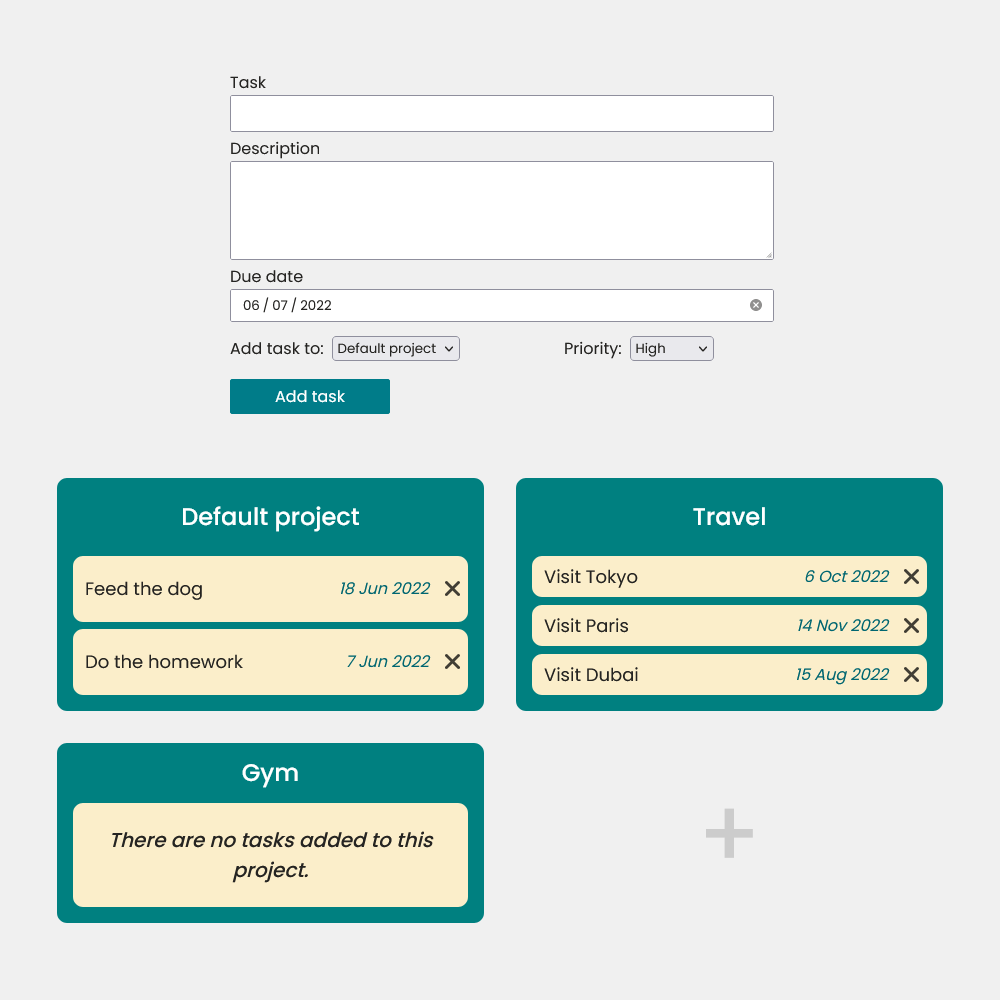 Task
Description
Due date
06 / 07 / 2022
Add task to: Default project Priority: High
Add task
Default project
Feed the dog 18 Jun 2022
Do the homework 7 Jun 2022
Travel
Visit Tokyo 6 Oct 2022
Visit Paris 14 Nov 2022
Visit Dubai 15 Aug 2022
Gym
There are no tasks added to this
project.